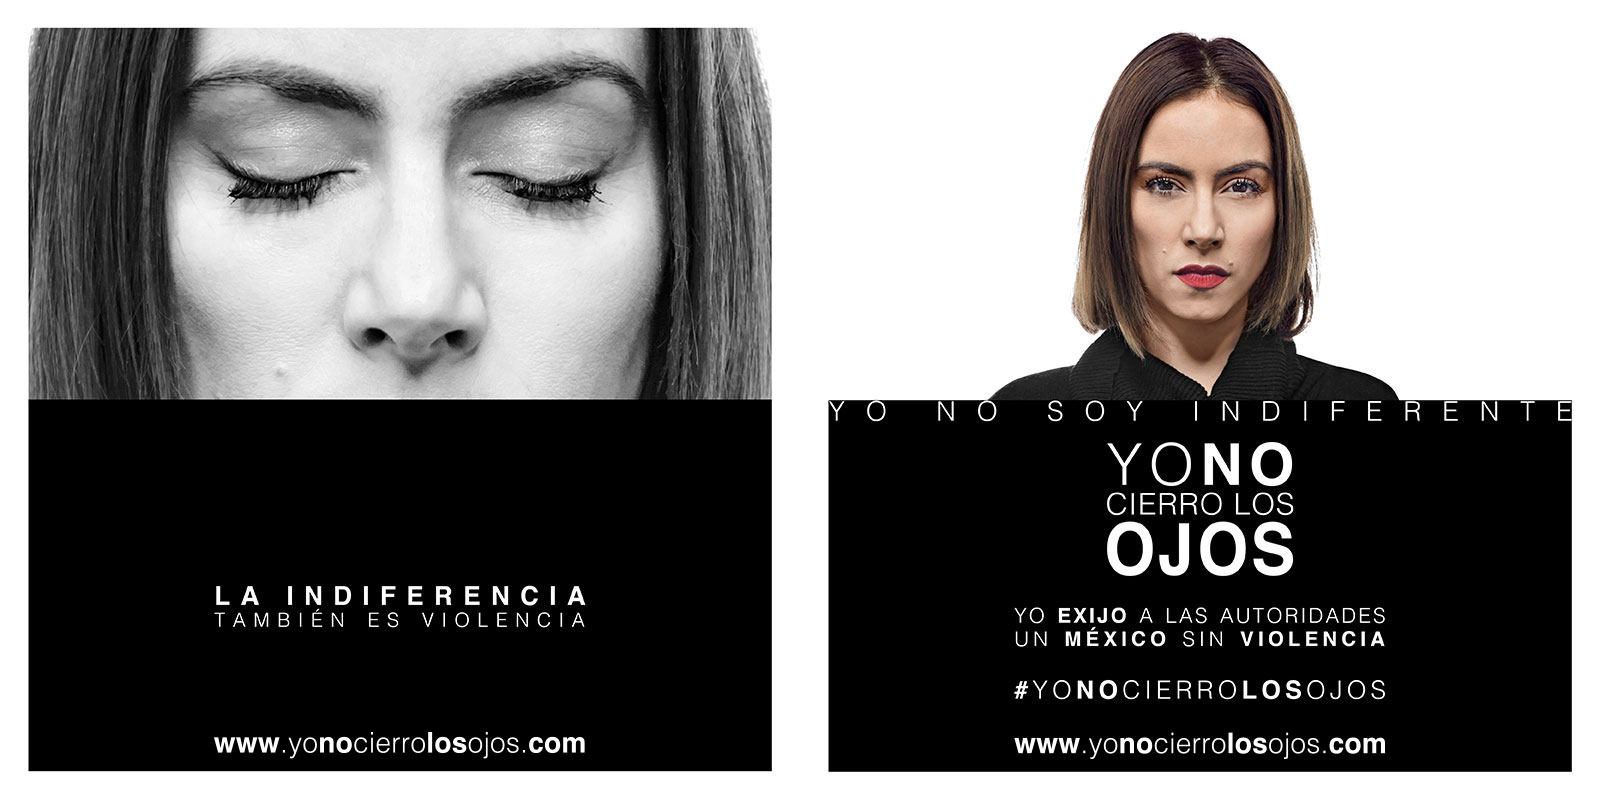 LA INDIFERENCIA
TAMBIÉN ES VIOLENCIA
www.yonocierrolosojos.com
YO NO SOY INDIFERENTE
YONO
CIERRO LOS
OJOS
YO EXIJO A LAS AUTORIDADES
UN MÉXICO SIN VIOLENCIA
#YONOCIERROLOSOJOS
www.yonocierrolosojos.com